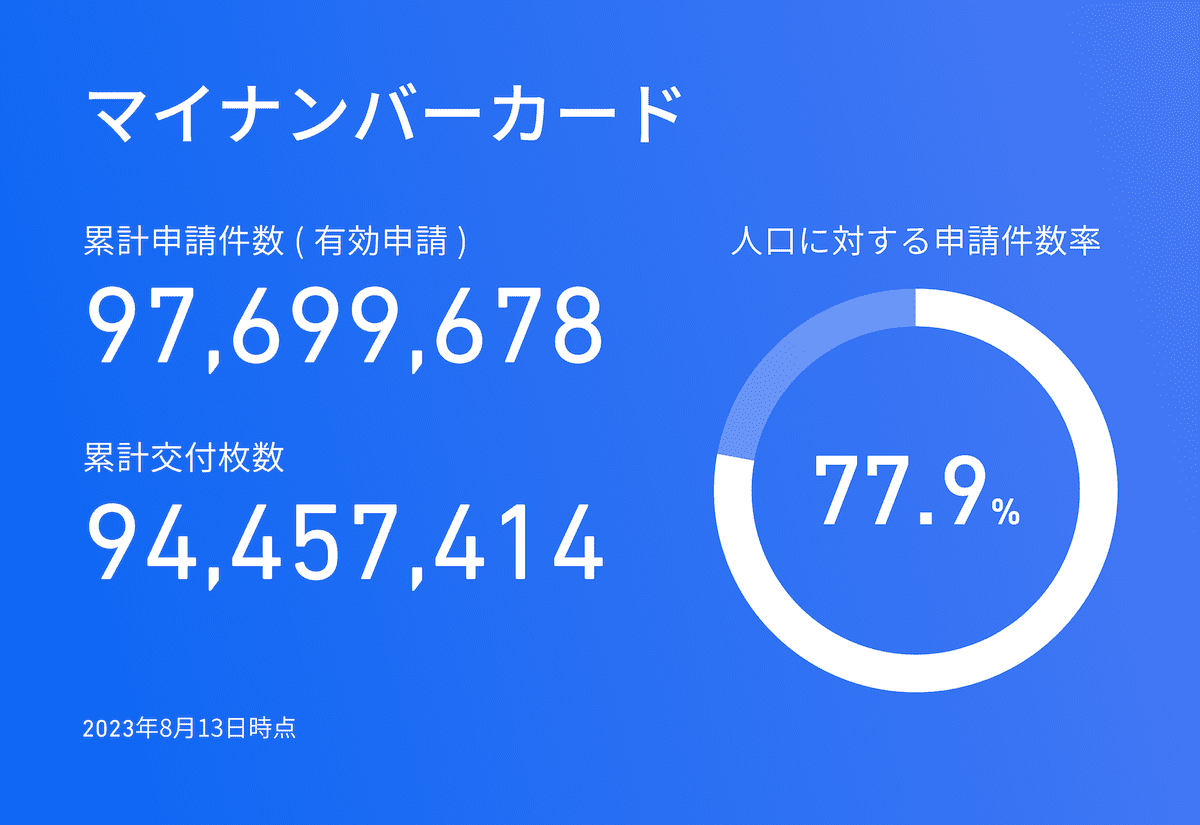 マイナンバーカード
累計申請件数 ( 有効申請 )
97,699,678
累計交付枚数
94,457,414
2023年8月13日時点
人口に対する申請件数率
77.9%